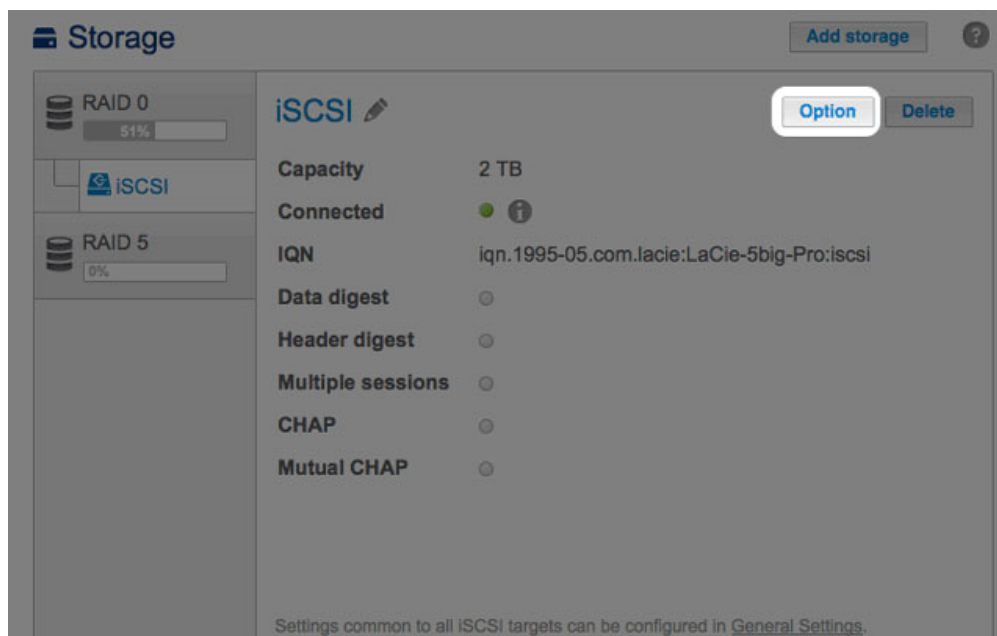 Storage
Add storage
?
RAID 0
51%
iSCSI
RAID 5
0%
iSCSI
Option
Delete
Capacity 2 TB
Connected
IQN iqn.1995-05.com.lacie:LaCie-5big-Pro:iscsi
Data digest
Header digest
Multiple sessions
CHAP
Mutual CHAP
Settings common to all iSCSI targets can be configured in General Settings.